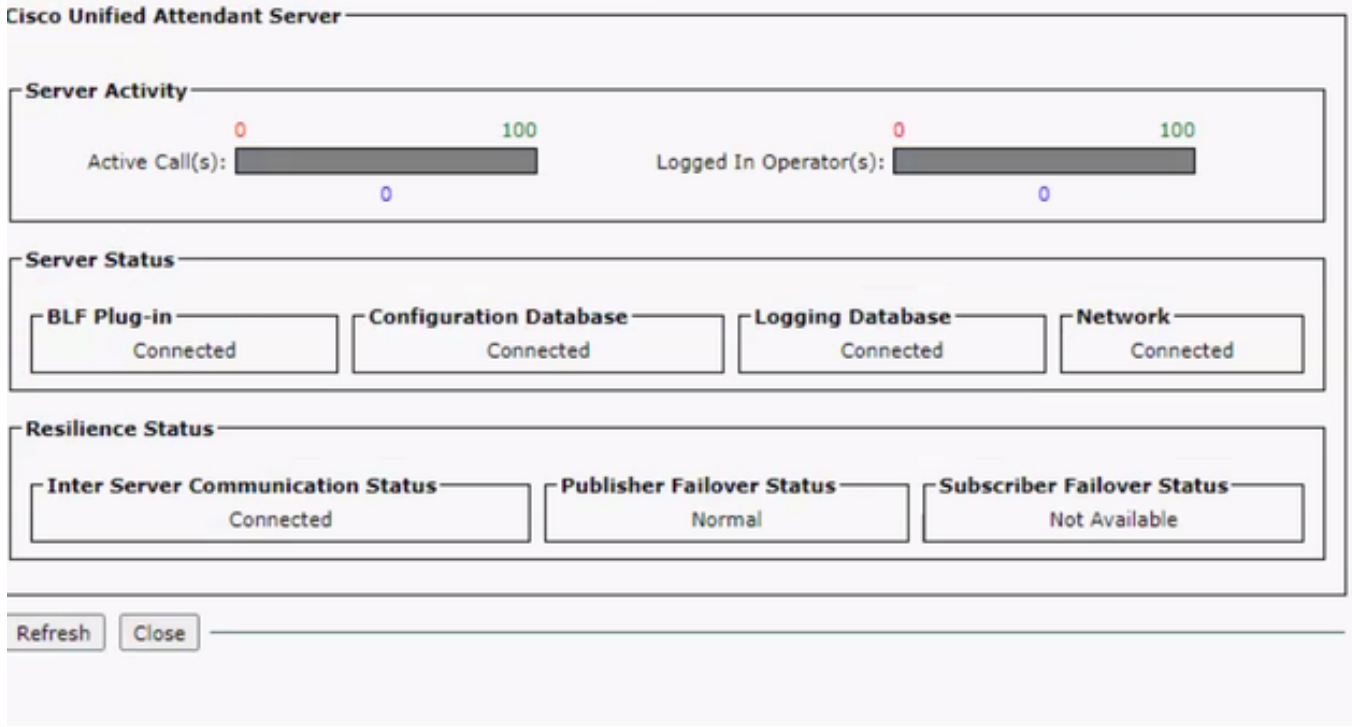 Cisco Unified Attendant Server
Server Activity
0 100 0 100
Active Call(s): Logged In Operator(s):
0 0
Server Status
BLF Plug-in Configuration Database Logging Database Network
Connected Connected Connected Connected
Resilience Status
Inter Server Communication Status Publisher Failover Status Subscriber Failover Status
Connected Normal Not Available
Refresh Close